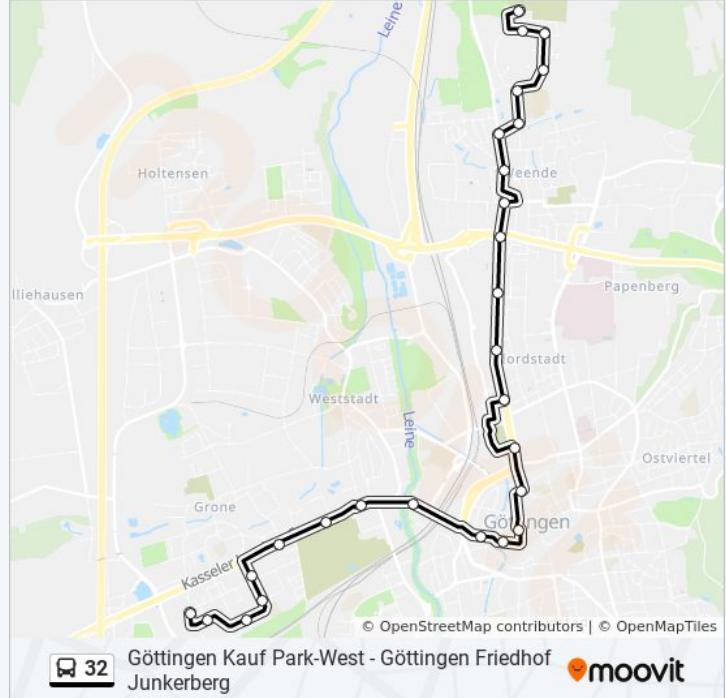 Leine
Holtensen
Weende
lliehausen
Papenberg
ordstadt
Weststadt
Leine
Ostviertel
Grone
Göttingen
Kasseler
© OpenStreetMap contributors | © OpenMapTiles
32
Göttingen Kauf Park-West - Göttingen Friedhof
Junkerberg
moovit